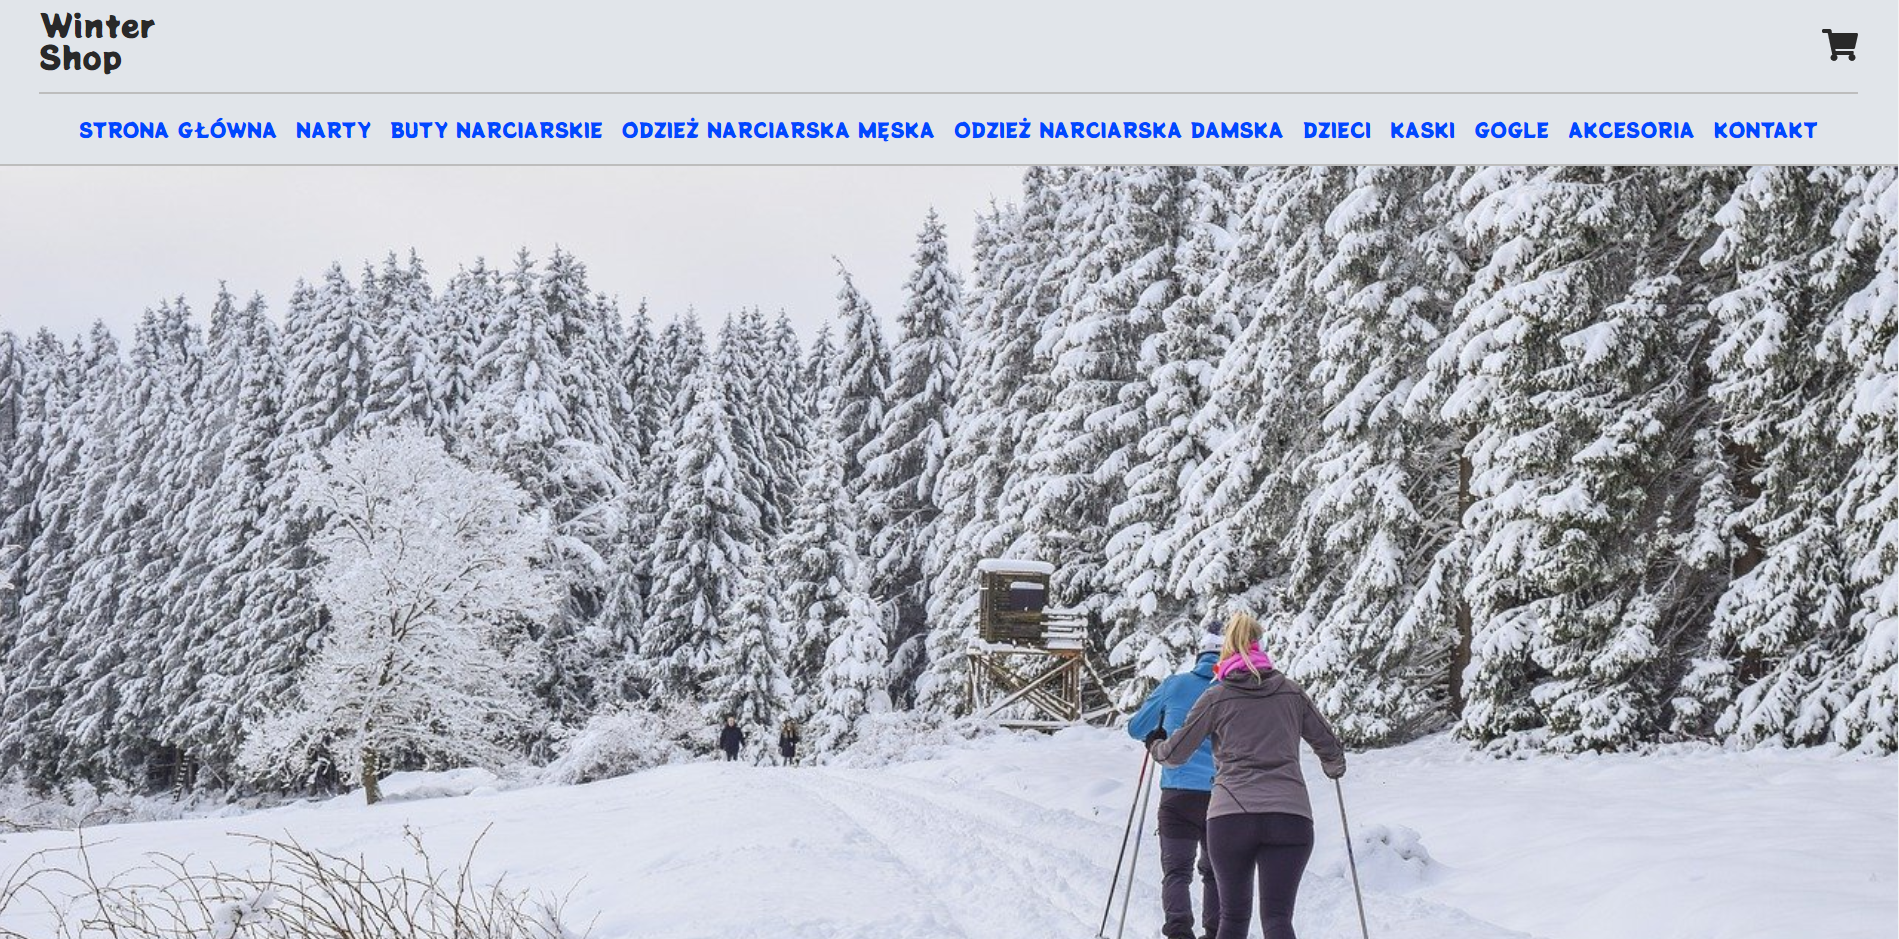 Winter
Shop
STRONA GŁÓWNA NARTY BUTY NARCIARSKIE ODZIEŻ NARCIARSKA MĘSKA ODZIEŻ NARCIARSKA DAMSKA DZIECI KASKI GOGLE AKCESORIA KONTAKT